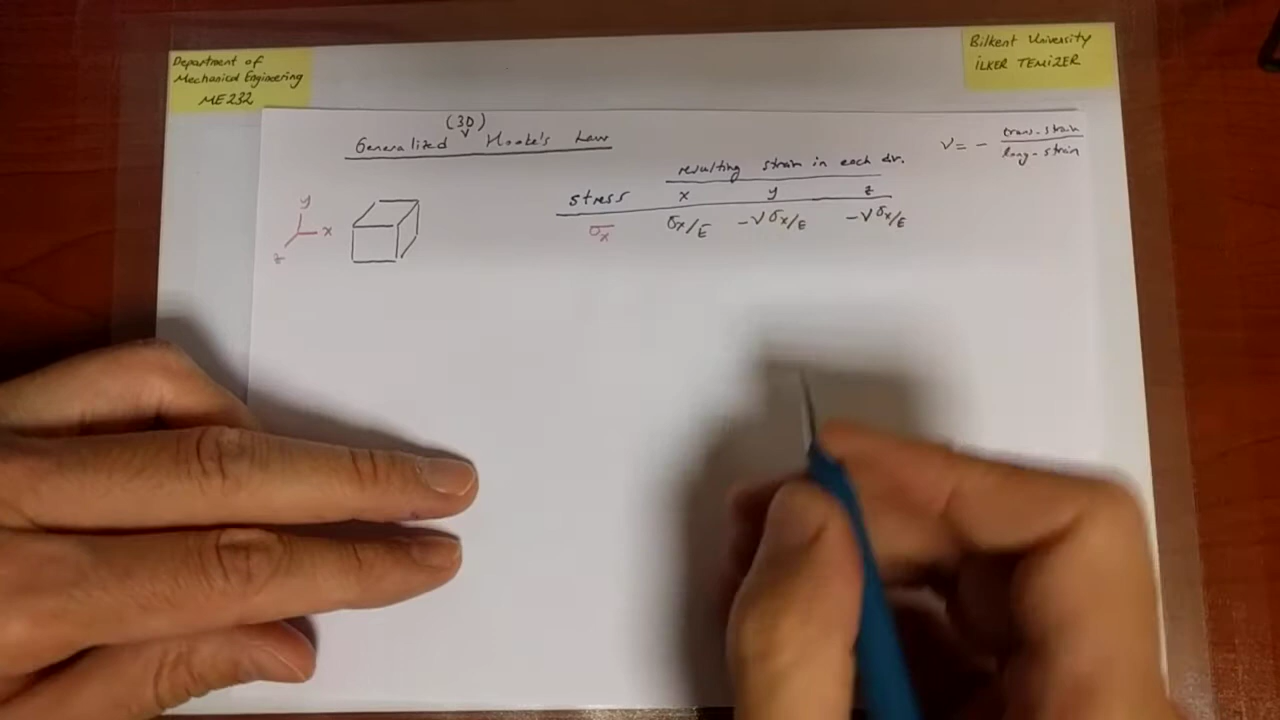 Department of
Mechanical Engineering
ME232
Bilkent University
İLKER TEMİZER
(3D)
Generalized ∨ Hooke's Law
ν = - trans. strain / long. strain
resulting strain in each dir.
stress x y z
σx σx/E -νσx/E -νσx/E
y
x
z